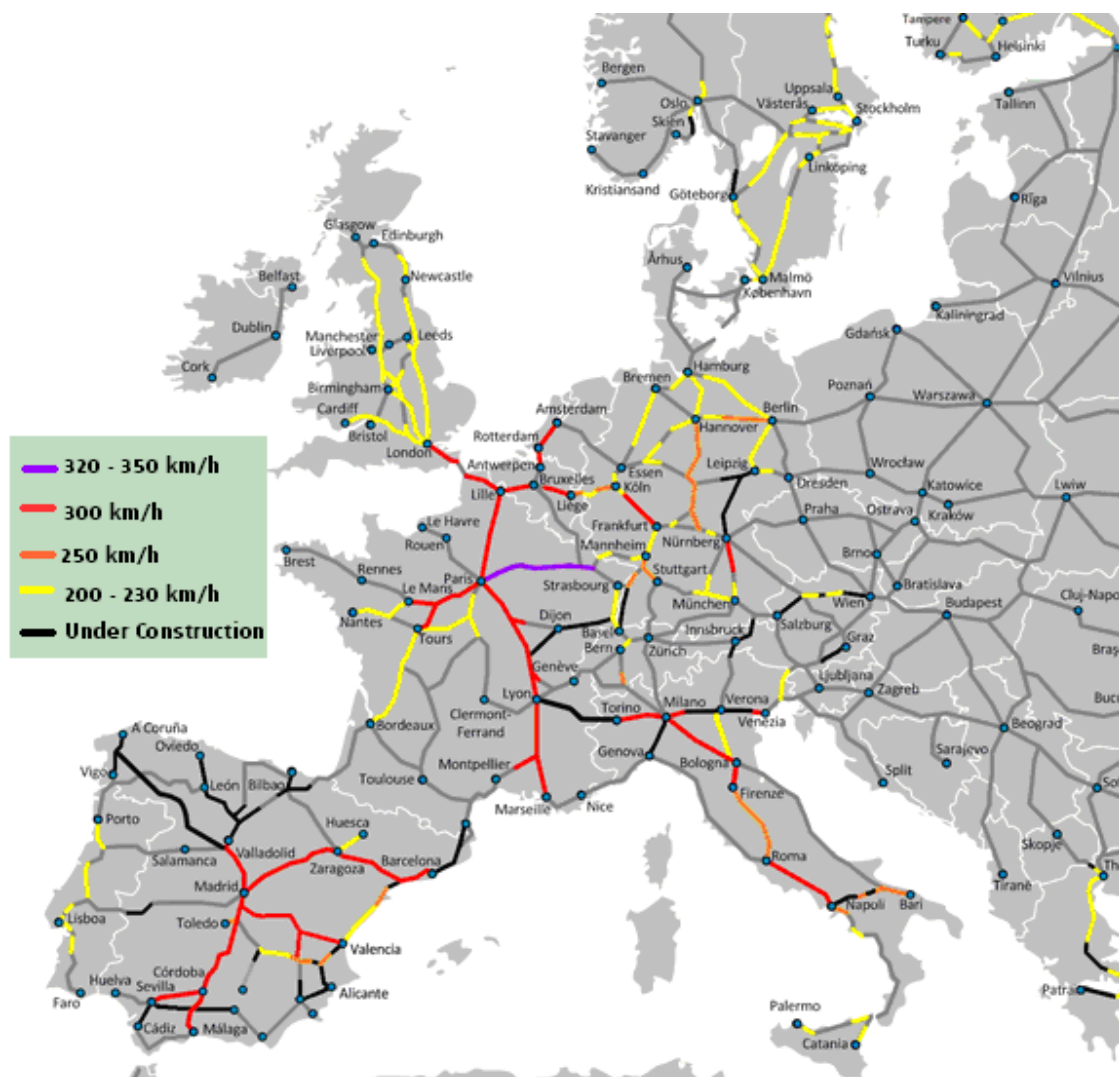 Tampere
Turku
Helsinki
Bergen
Uppsala
Oslo
Västerås
Stockholm
Tallinn
Skien
Stavanger
Linköping
Kristiansand
Göteborg
Rīga
Glasgow
Edinburgh
Århus
Belfast
Newcastle
Malmö
København
Vilnius
Kaliningrad
Dublin
Manchester
Leeds
Liverpool
Gdańsk
Cork
Hamburg
Birmingham
Bremen
Poznań
Warszawa
Cardiff
Amsterdam
Berlin
Hannover
Bristol
Rotterdam
London
Antwerpen
Essen
Leipzig
Wrocław
320 - 350 km/h
Bruxelles
Köln
Dresden
Katowice
Lwiw
Lille
Liège
Ostrava
Kraków
300 km/h
Le Havre
Frankfurt
Praha
Rouen
Mannheim
Nürnberg
250 km/h
Brest
Brno
Rennes
Paris
Stuttgart
Strasbourg
Bratislava
200 - 230 km/h
Le Mans
München
Wien
Budapest
Cluj-Napo
Nantes
Dijon
Under Construction
Tours
Basel
Salzburg
Innsbruck
Graz
Bern
Zürich
Braş
Genève
Ljubljana
Lyon
Zagreb
Clermont-
Ferrand
Torino
Milano
Verona
Venezia
A Coruña
Bordeaux
Beograd
Oviedo
Genova
Sarajevo
Vigo
León
Bilbao
Montpellier
Bologna
Toulouse
Split
Sof
Marseille
Nice
Firenze
Porto
Huesca
Salamanca
Valladolid
Skopje
Zaragoza
Barcelona
Roma
Madrid
Tiranë
Th
Lisboa
Toledo
Napoli
Bari
Valencia
Córdoba
Huelva
Sevilla
Alicante
Patra
Faro
Cádiz
Málaga
Palermo
Catania